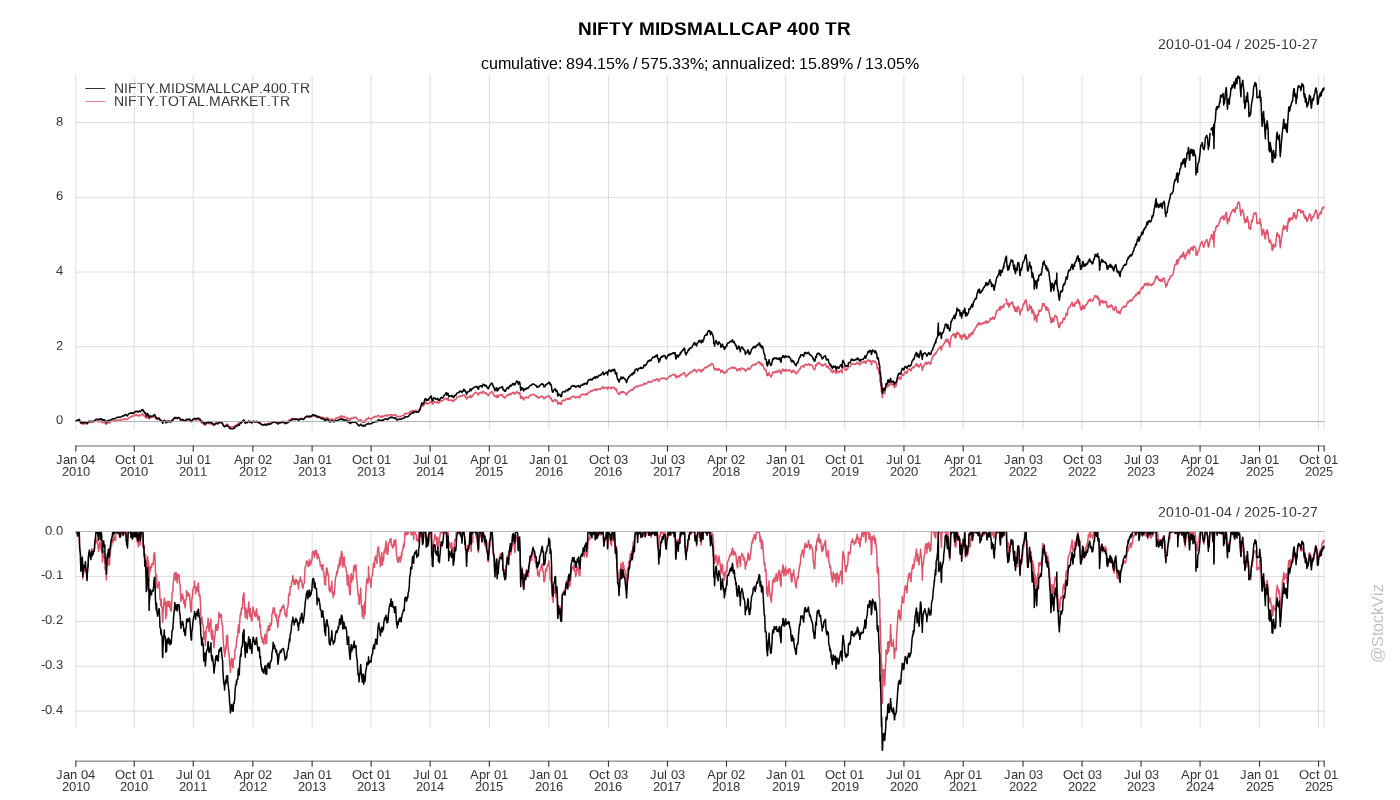 NIFTY MIDSMALLCAP 400 TR
2010-01-04 / 2025-10-27
cumulative: 894.15% / 575.33%; annualized: 15.89% / 13.05%
NIFTY.MIDSMALLCAP.400.TR
NIFTY.TOTAL.MARKET.TR
8
6
4
2
0
Jan 04 Oct 01 Jul 01 Apr 02 Jan 01 Oct 01 Jul 01 Apr 01 Jan 01 Oct 03 Jul 03 Apr 02 Jan 01 Oct 01 Jul 01 Apr 01 Jan 03 Oct 03 Jul 03 Apr 01 Jan 01 Oct 01
2010 2010 2011 2012 2013 2013 2014 2015 2016 2016 2017 2018 2019 2019 2020 2021 2022 2022 2023 2024 2025 2025
2010-01-04 / 2025-10-27
0.0
-0.1
-0.2
-0.3
-0.4
Jan 04 Oct 01 Jul 01 Apr 02 Jan 01 Oct 01 Jul 01 Apr 01 Jan 01 Oct 03 Jul 03 Apr 02 Jan 01 Oct 01 Jul 01 Apr 01 Jan 03 Oct 03 Jul 03 Apr 01 Jan 01 Oct 01
2010 2010 2011 2012 2013 2013 2014 2015 2016 2016 2017 2018 2019 2019 2020 2021 2022 2022 2023 2024 2025 2025
@StockViz